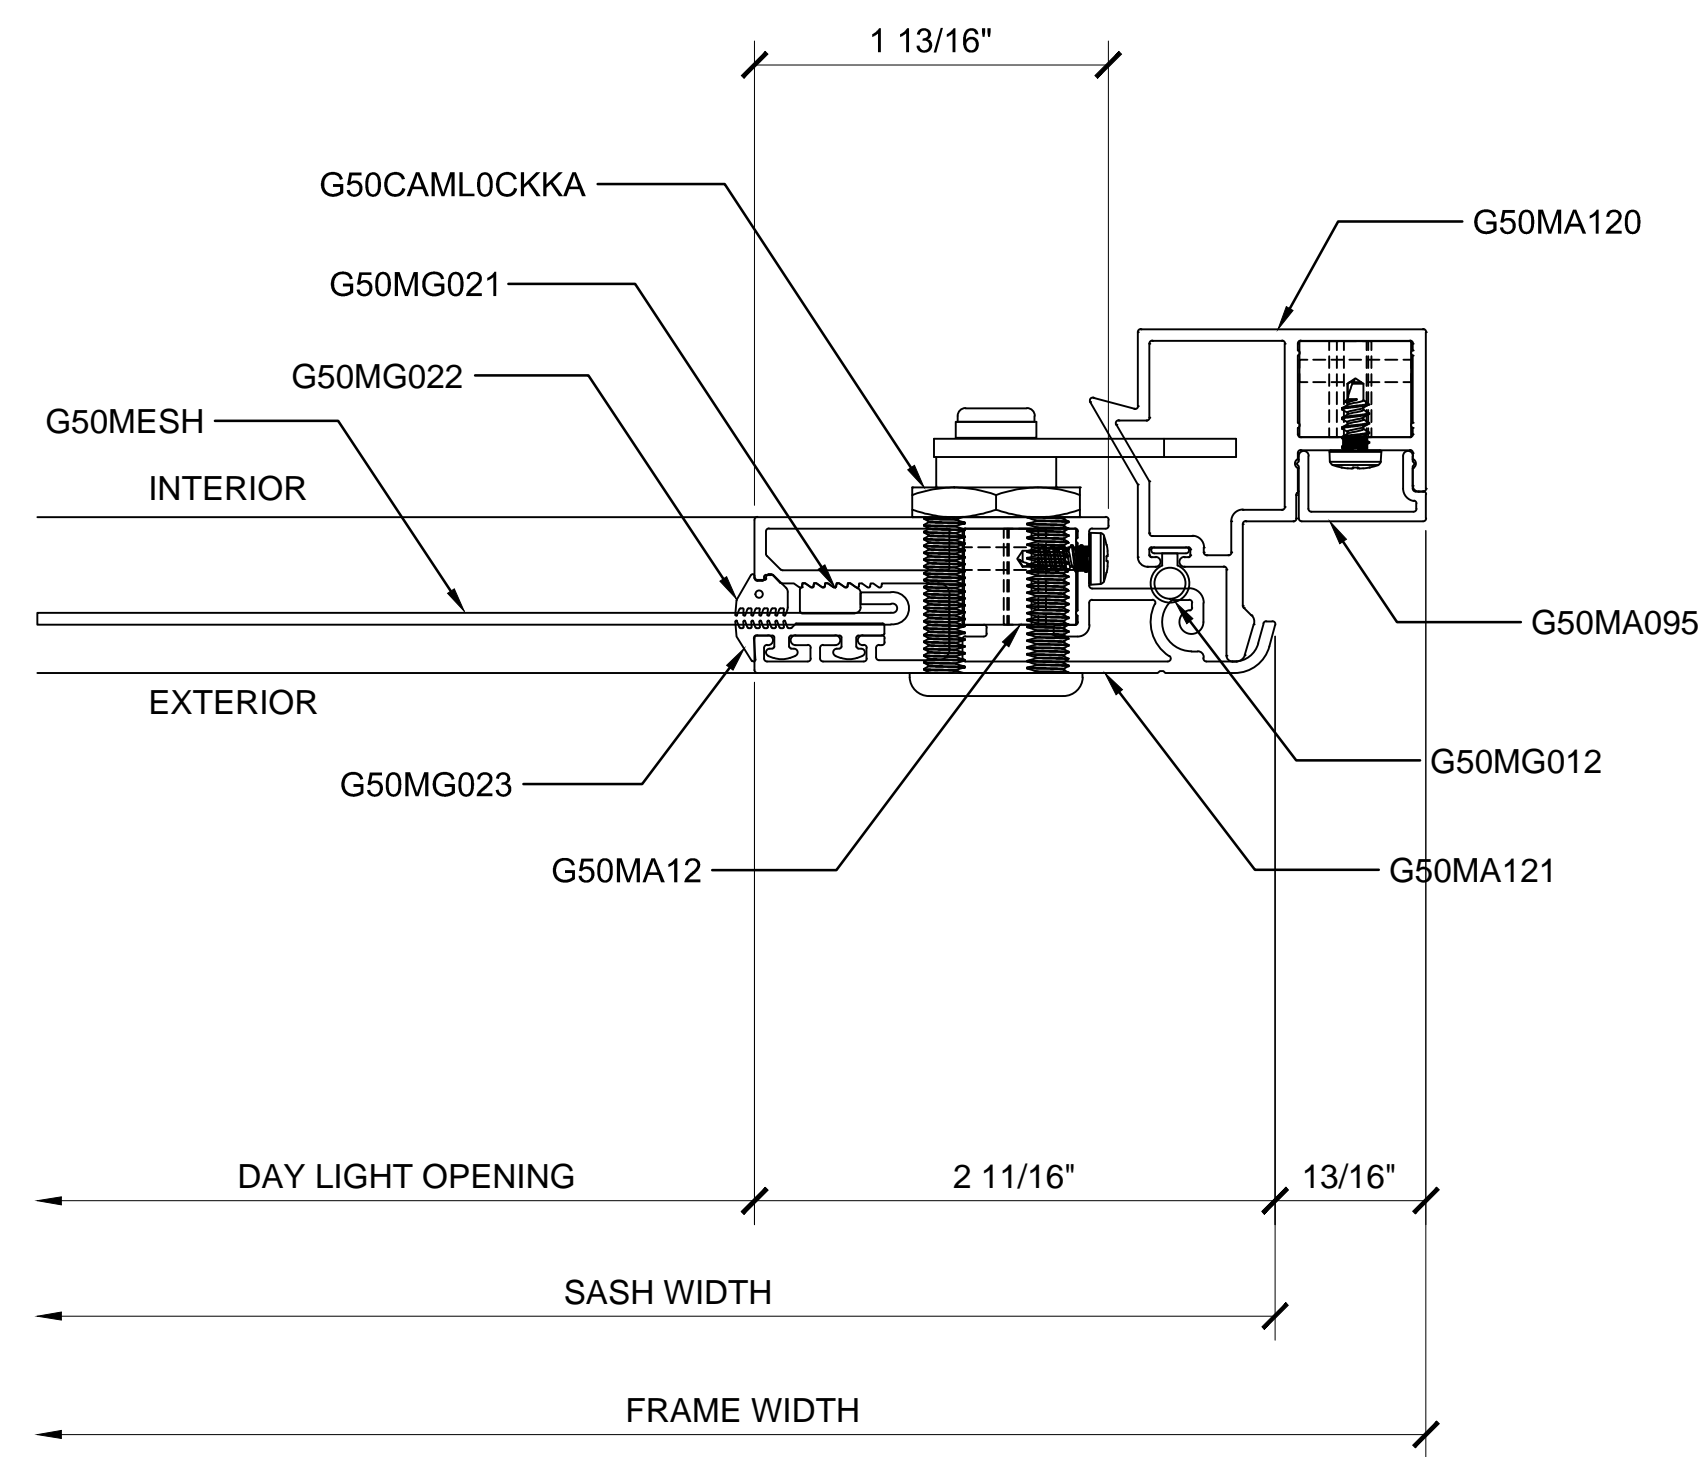 1 13/16"
G50CAML0CKKA
G50MA120
G50MG021
G50MG022
G50MESH
INTERIOR
G50MA095
EXTERIOR
G50MG012
G50MG023
G50MA12
G50MA121
DAY LIGHT OPENING
2 11/16"
13/16"
SASH WIDTH
FRAME WIDTH